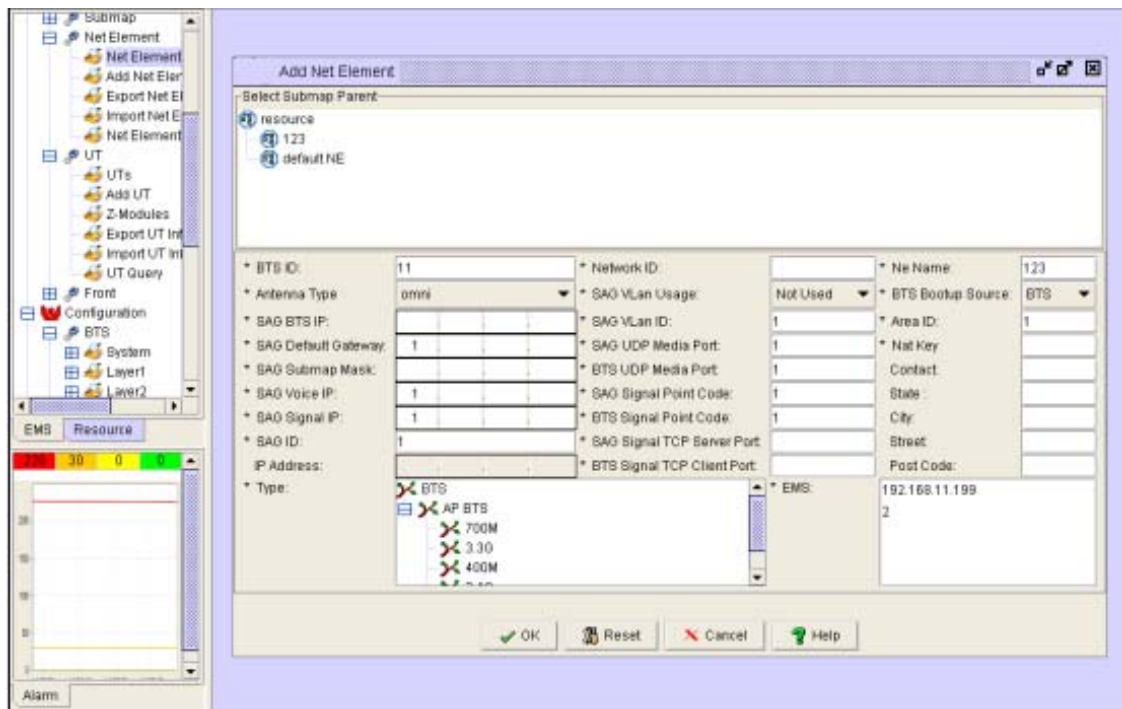 Submap
Net Element
Net Element
Add Net Eler
Export Net El
Import Net E
Net Element
UT
UTs
Add UT
Z-Modules
Export UT Inf
Import UT Inf
UT Query
Front
Configuration
BTS
System
Layer1
Layer2
EMS Resource
30 0 0
Alarm
Add Net Element
Select Submap Parent
resource
123
default NE
* BTS ID: 11 * Network ID: * Ne Name: 123
* Antenna Type omni * SAG VLan Usage: Not Used * BTS Bootup Source: BTS
* SAG BTS IP: * SAG VLan ID: 1 * Area ID: 1
* SAG Default Gateway: 1 * SAG UDP Media Port: 1 * Nat Key
* SAG Submap Mask: * BTS UDP Media Port: 1 Contact:
* SAG Voice IP: 1 * SAG Signal Point Code: 1 State :
* SAG Signal IP: 1 * BTS Signal Point Code: 1 City:
* SAG ID: 1 * SAG Signal TCP Server Port: Street:
IP Address: * BTS Signal TCP Client Port: Post Code:
* Type: BTS * EMS: 192.168.11.199
AP BTS 2
700M
3.3G
400M
OK Reset Cancel Help